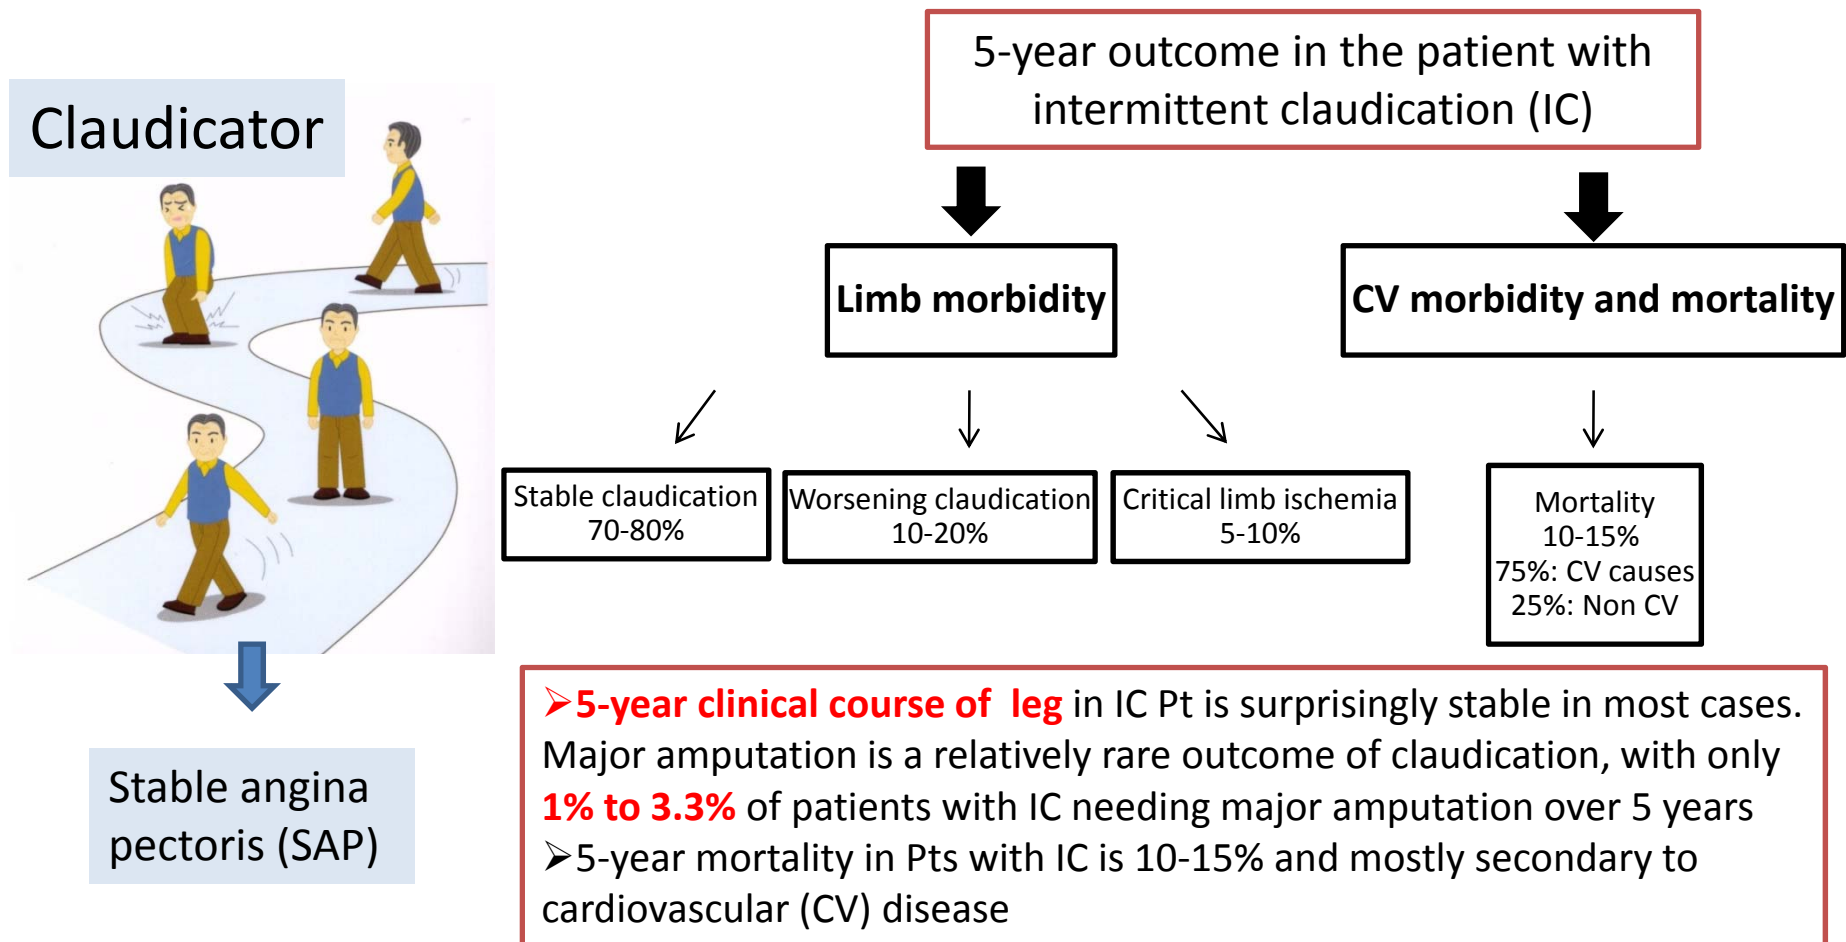 Claudicator
5-year outcome in the patient with
intermittent claudication (IC)
Limb morbidity
CV morbidity and mortality
Stable claudication
70-80%
Worsening claudication
10-20%
Critical limb ischemia
5-10%
Mortality
10-15%
75%: CV causes
25%: Non CV
Stable angina
pectoris (SAP)
➢5-year clinical course of leg in IC Pt is surprisingly stable in most cases.
Major amputation is a relatively rare outcome of claudication, with only
1% to 3.3% of patients with IC needing major amputation over 5 years
➢5-year mortality in Pts with IC is 10-15% and mostly secondary to
cardiovascular (CV) disease